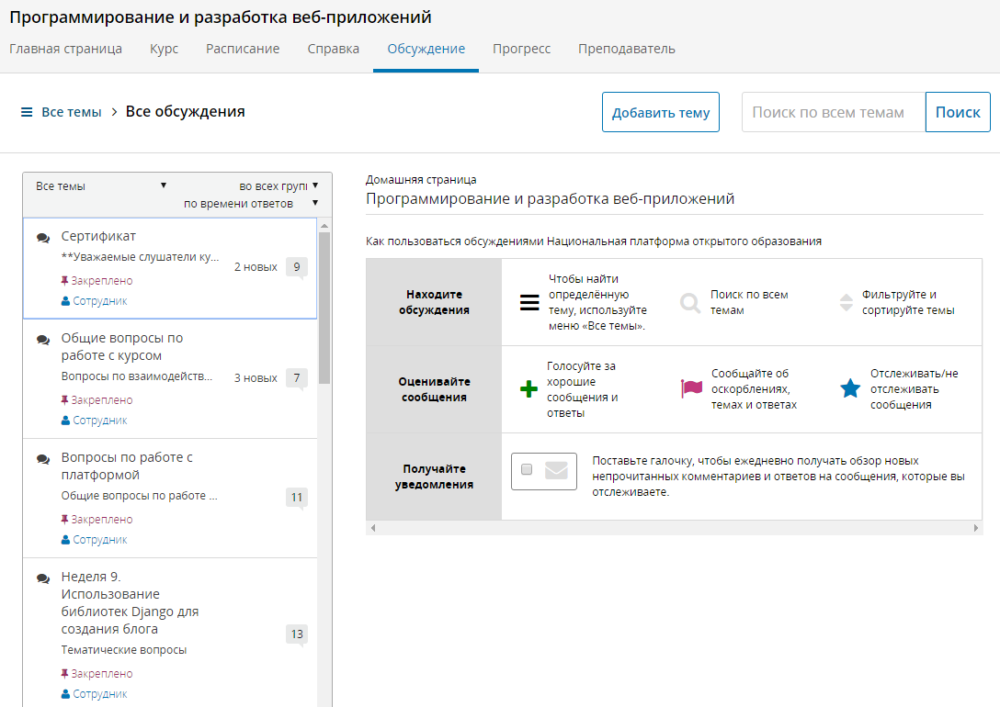 Программирование и разработка веб-приложений
Главная страница Курс Расписание Справка Обсуждение Прогресс Преподаватель
Все темы > Все обсуждения
Добавить тему
Поиск по всем темам
Поиск
Все темы
во всех групп
по времени ответов
Сертификат
**Уважаемые слушатели ку...
2 новых 9
Закреплено
Сотрудник
Общие вопросы по
работе с курсом
Вопросы по взаимодейств...
3 новых 7
Закреплено
Сотрудник
Вопросы по работе с
платформой
Общие вопросы по работе ...
11
Закреплено
Сотрудник
Неделя 9.
Использование
библиотек Django для
создания блога
Тематические вопросы
13
Закреплено
Сотрудник
Домашняя страница
Программирование и разработка веб-приложений
Как пользоваться обсуждениями Национальная платформа открытого образования
Находите
обсуждения
Чтобы найти
определённую
тему, используйте
меню «Все темы».
Поиск по всем
темам
Фильтруйте и
сортируйте темы
Оценивайте
сообщения
Голосуйте за
хорошие
сообщения и
ответы
Сообщайте об
оскорблениях,
темах и ответах
Отслеживать/не
отслеживать
сообщения
Получайте
уведомления
Поставьте галочку, чтобы ежедневно получать обзор новых
непрочитанных комментариев и ответов на сообщения, которые вы
отслеживаете.